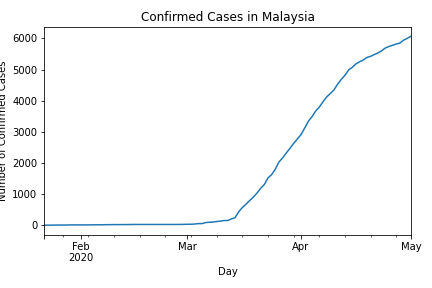 Confirmed Cases in Malaysia
Number of Confirmed Cases
6000
5000
4000
3000
2000
1000
0
Feb
2020
Mar
Apr
May
Day